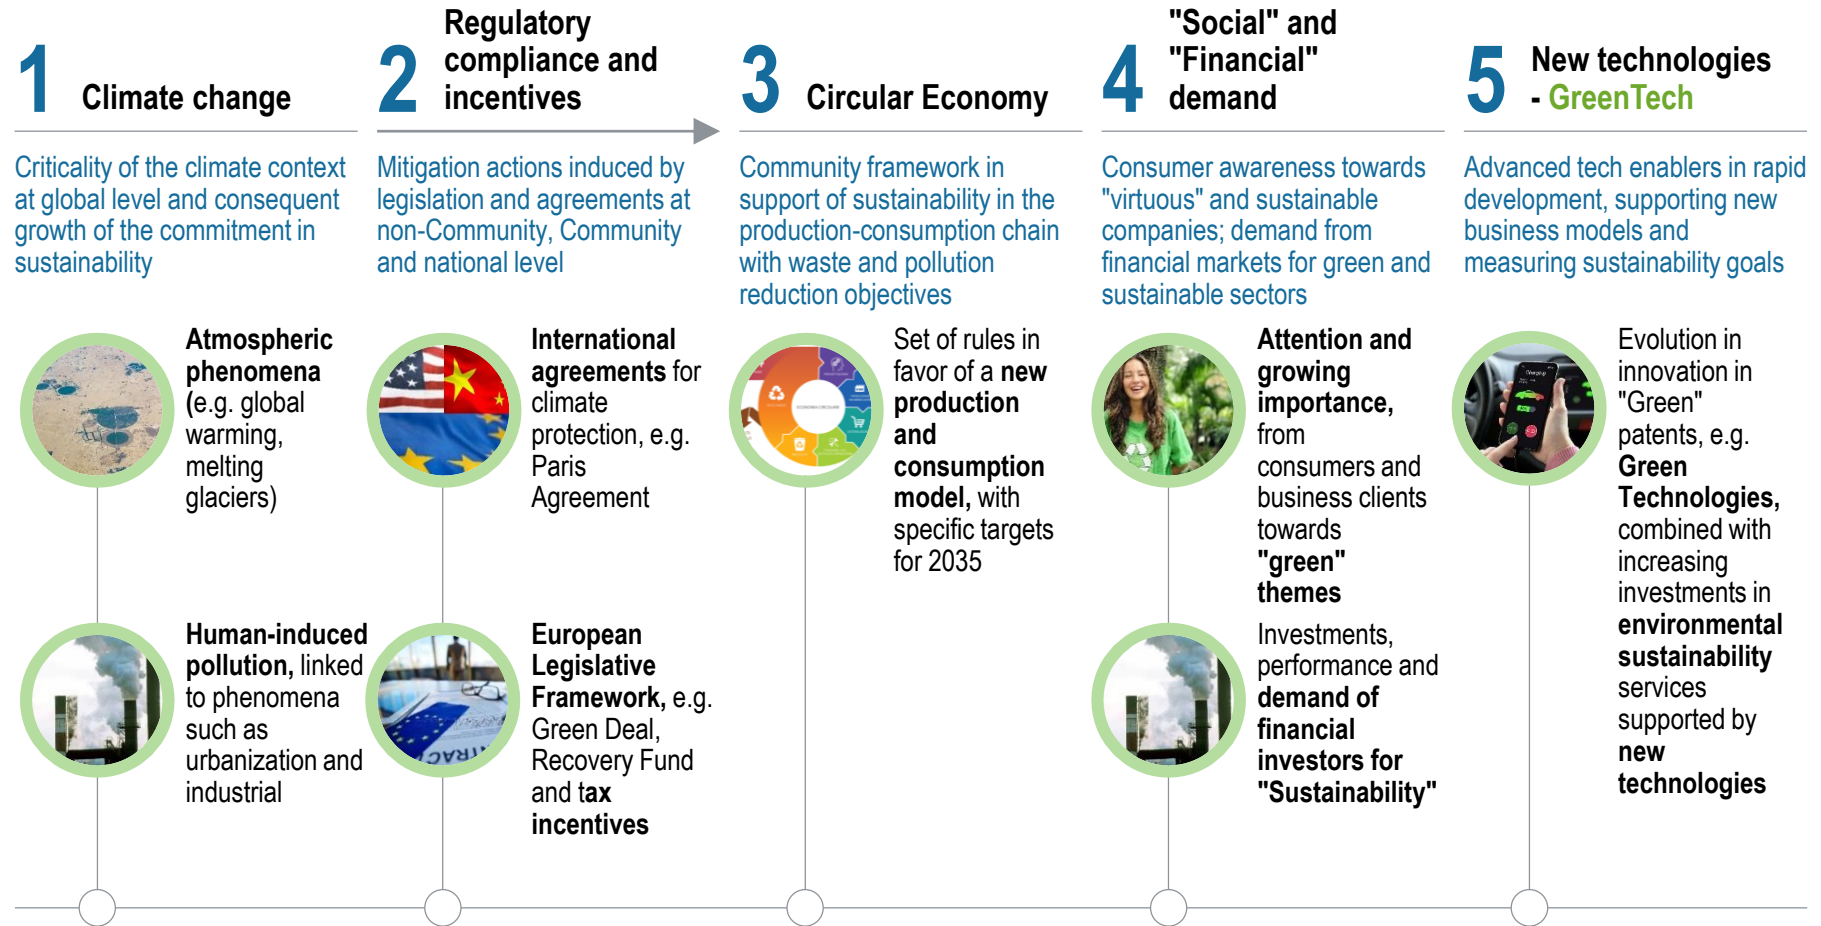 1
Climate change
Criticality of the climate context
at global level and consequent
growth of the commitment in
sustainability
Atmospheric
phenomena
(e.g. global
warming,
melting
glaciers)
Human-induced
pollution, linked
to phenomena
such as
urbanization and
industrial
2
Regulatory
compliance and
incentives
Mitigation actions induced by
legislation and agreements at
non-Community, Community
and national level
International
agreements for
climate
protection, e.g.
Paris
Agreement
European
Legislative
Framework, e.g.
Green Deal,
Recovery Fund
and tax
incentives
3
Circular Economy
Community framework in
support of sustainability in the
production-consumption chain
with waste and pollution
reduction objectives
ECONOMIA CIRCOLARE
Set of rules in
favor of a new
production
and
consumption
model, with
specific targets
for 2035
4
"Social" and
"Financial"
demand
Consumer awareness towards
"virtuous" and sustainable
companies; demand from
financial markets for green and
sustainable sectors
Attention and
growing
importance,
from
consumers and
business clients
towards
"green"
themes
Investments,
performance and
demand of
financial
investors for
"Sustainability"
5
New technologies
- GreenTech
Advanced tech enablers in rapid
development, supporting new
business models and
measuring sustainability goals
Evolution in
innovation in
"Green"
patents, e.g.
Green
Technologies,
combined with
increasing
investments in
environmental
sustainability
services
supported by
new
technologies